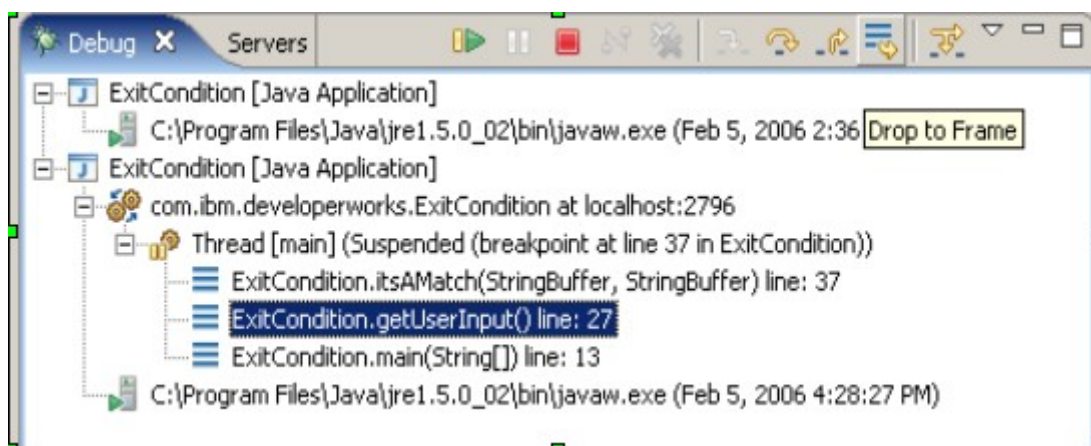 Debug Servers
ExitCondition [Java Application]
C:\Program Files\Java\jre1.5.0_02\bin\javaw.exe (Feb 5, 2006 2:36 Drop to Frame
ExitCondition [Java Application]
com.ibm.developerworks.ExitCondition at localhost:2796
Thread [main] (Suspended (breakpoint at line 37 in ExitCondition))
ExitCondition.itsAMatch(StringBuffer, StringBuffer) line: 37
ExitCondition.getUserInput() line: 27
ExitCondition.main(String[]) line: 13
C:\Program Files\Java\jre1.5.0_02\bin\javaw.exe (Feb 5, 2006 4:28:27 PM)